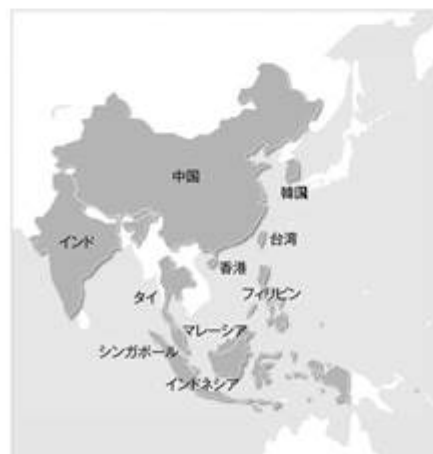 中国
韓国
インド
台湾
香港
タイ
フィリピン
マレーシア
シンガポール
インドネシア